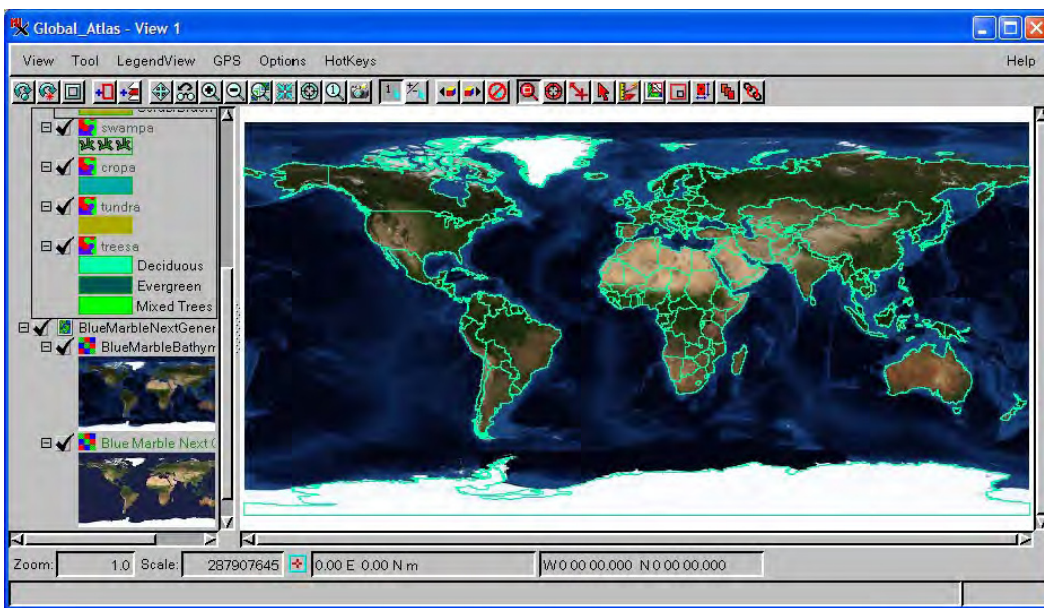 Global_Atlas - View 1
View Tool LegendView GPS Options HotKeys Help
swampa
cropa
tundra
treesa
Deciduous
Evergreen
Mixed Trees
BlueMarbleNextGener
BlueMarbleBathym
Blue Marble Next G
Zoom: 1.0 Scale: 287907645 0.00 E 0.00 N m W 0 00 00.000 N 0 00 00.000